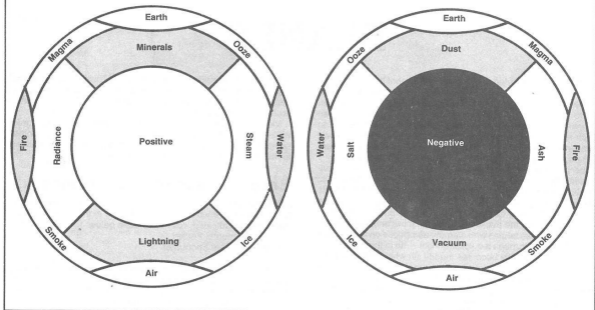 Earth
Magma
Minerals
Ooze
Fire
Radiance
Positive
Steam
Water
Smoke
Lightning
Ice
Air
Earth
Ooze
Dust
Magma
Water
Salt
Negative
Ash
Fire
Ice
Vacuum
Smoke
Air